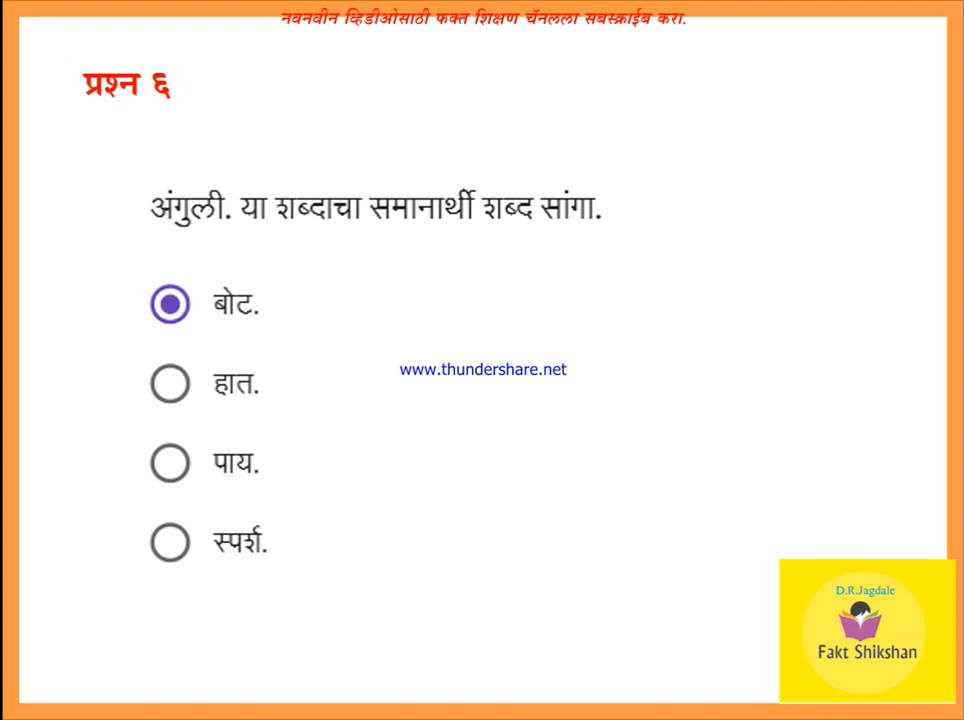 नवनवीन व्हिडीओसाठी फक्त शिक्षण चॅनलला सबस्क्राईब करा.
प्रश्न ६
अंगुली. या शब्दाचा समानार्थी शब्द सांगा.
बोट.
हात.
www.thundershare.net
पाय.
स्पर्श.
D.R.Jagdale
Fakt Shikshan